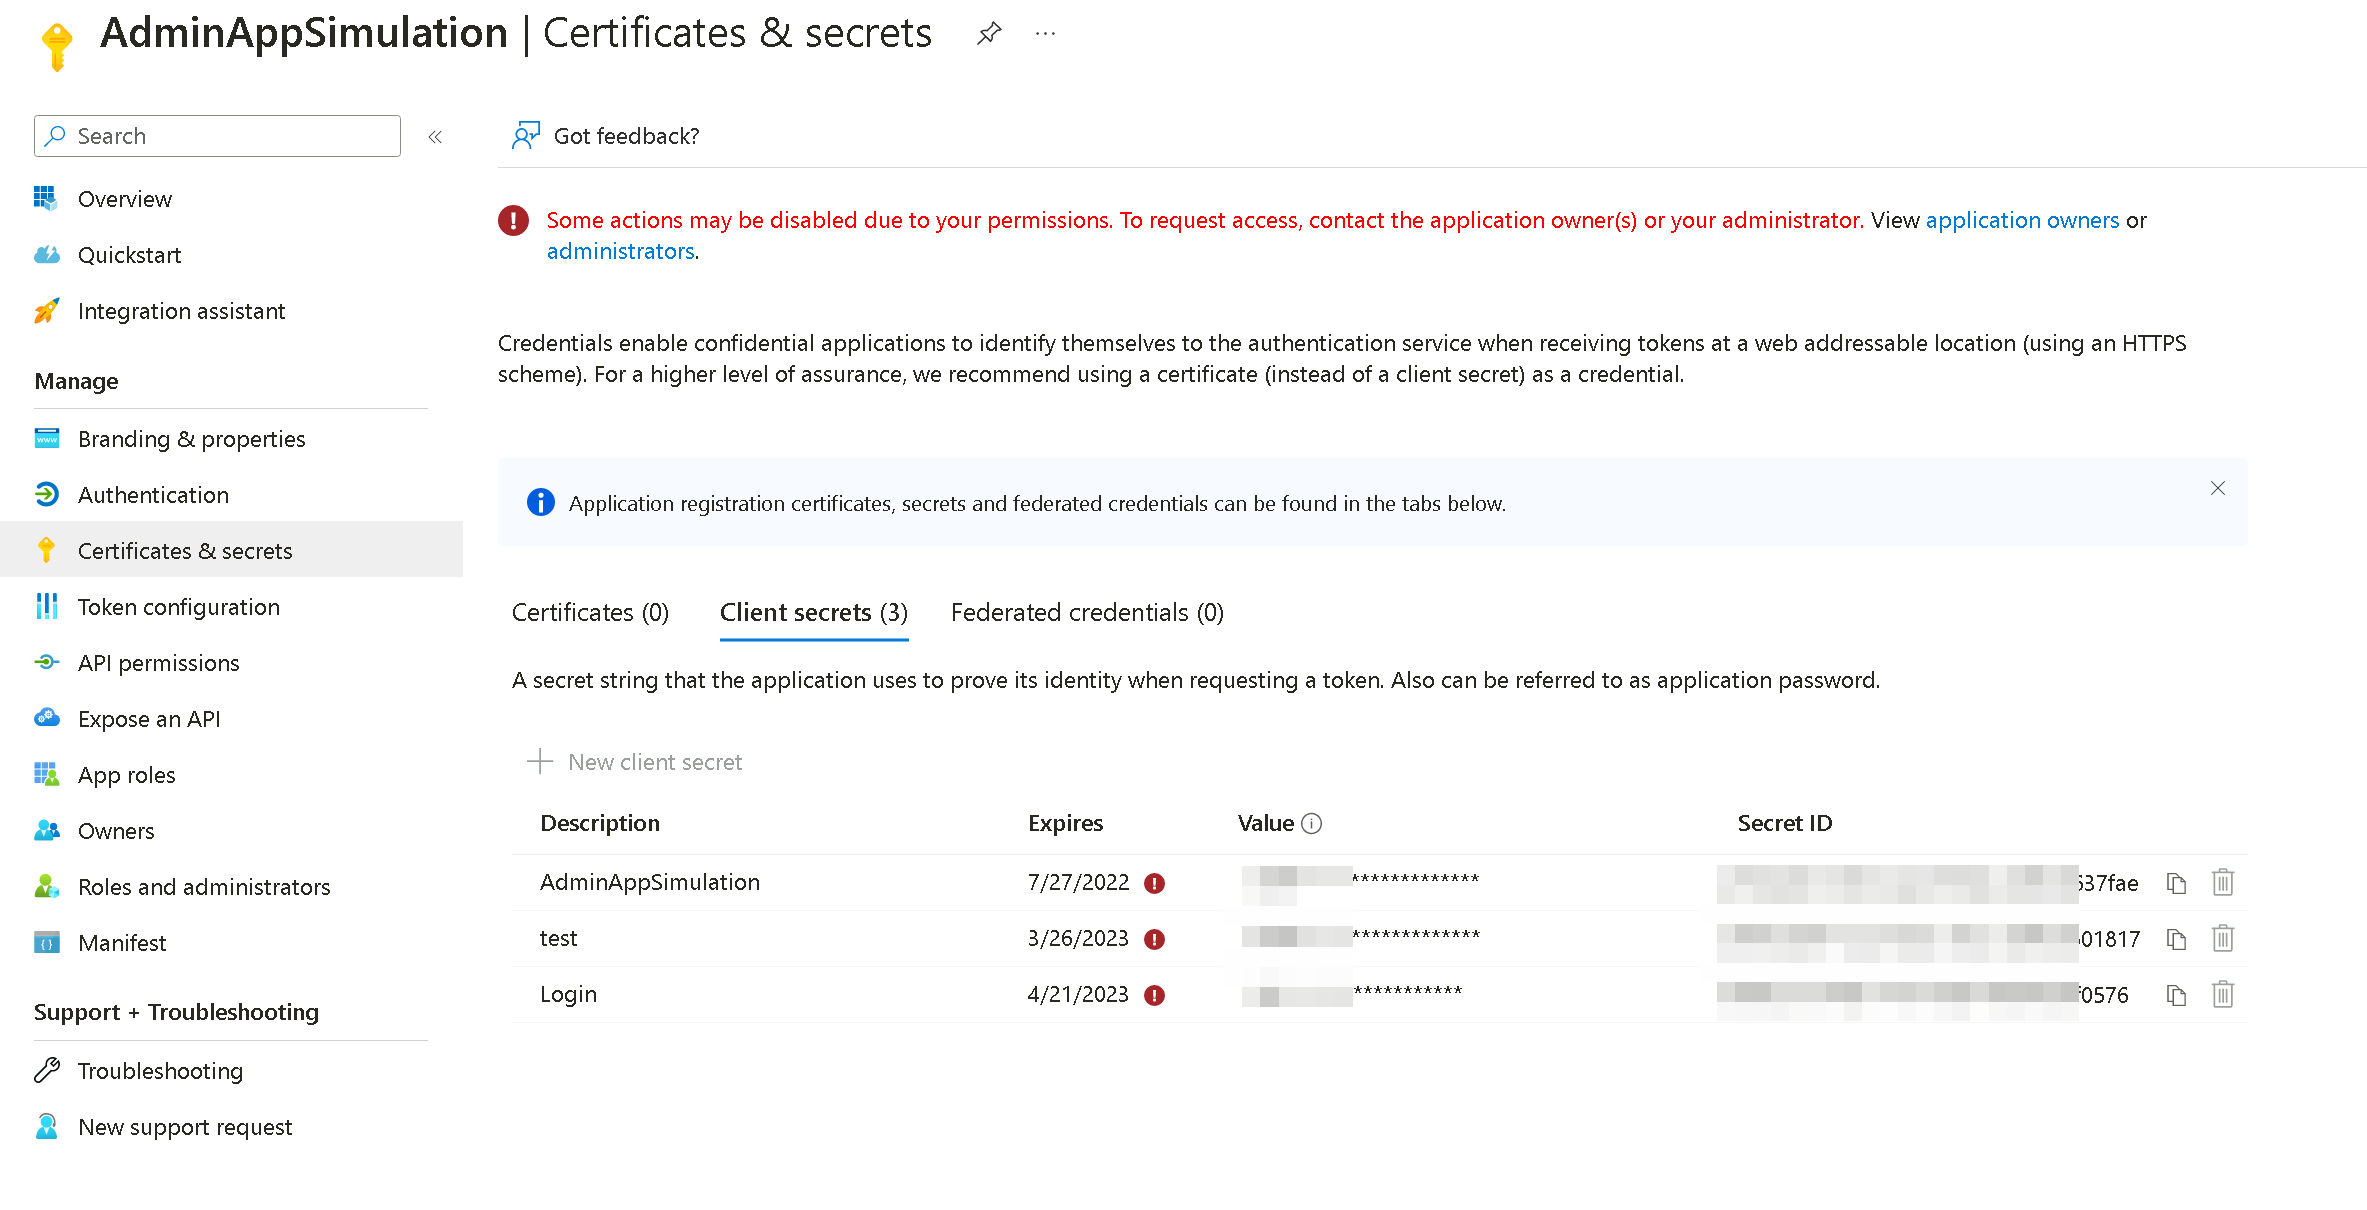 AdminAppSimulation | Certificates & secrets
Search
Overview
Quickstart
Integration assistant
Manage
Branding & properties
Authentication
Certificates & secrets
Token configuration
API permissions
Expose an API
App roles
Owners
Roles and administrators
Manifest
Support + Troubleshooting
Troubleshooting
New support request
Got feedback?
Some actions may be disabled due to your permissions. To request access, contact the application owner(s) or your administrator. View application owners or
administrators.
Credentials enable confidential applications to identify themselves to the authentication service when receiving tokens at a web addressable location (using an HTTPS
scheme). For a higher level of assurance, we recommend using a certificate (instead of a client secret) as a credential.
Application registration certificates, secrets and federated credentials can be found in the tabs below.
Certificates (0) Client secrets (3) Federated credentials (0)
A secret string that the application uses to prove its identity when requesting a token. Also can be referred to as application password.
New client secret
Description Expires Value Secret ID
AdminAppSimulation 7/27/2022 ************* 37fae
test 3/26/2023 ************* 01817
Login 4/21/2023 *********** f0576